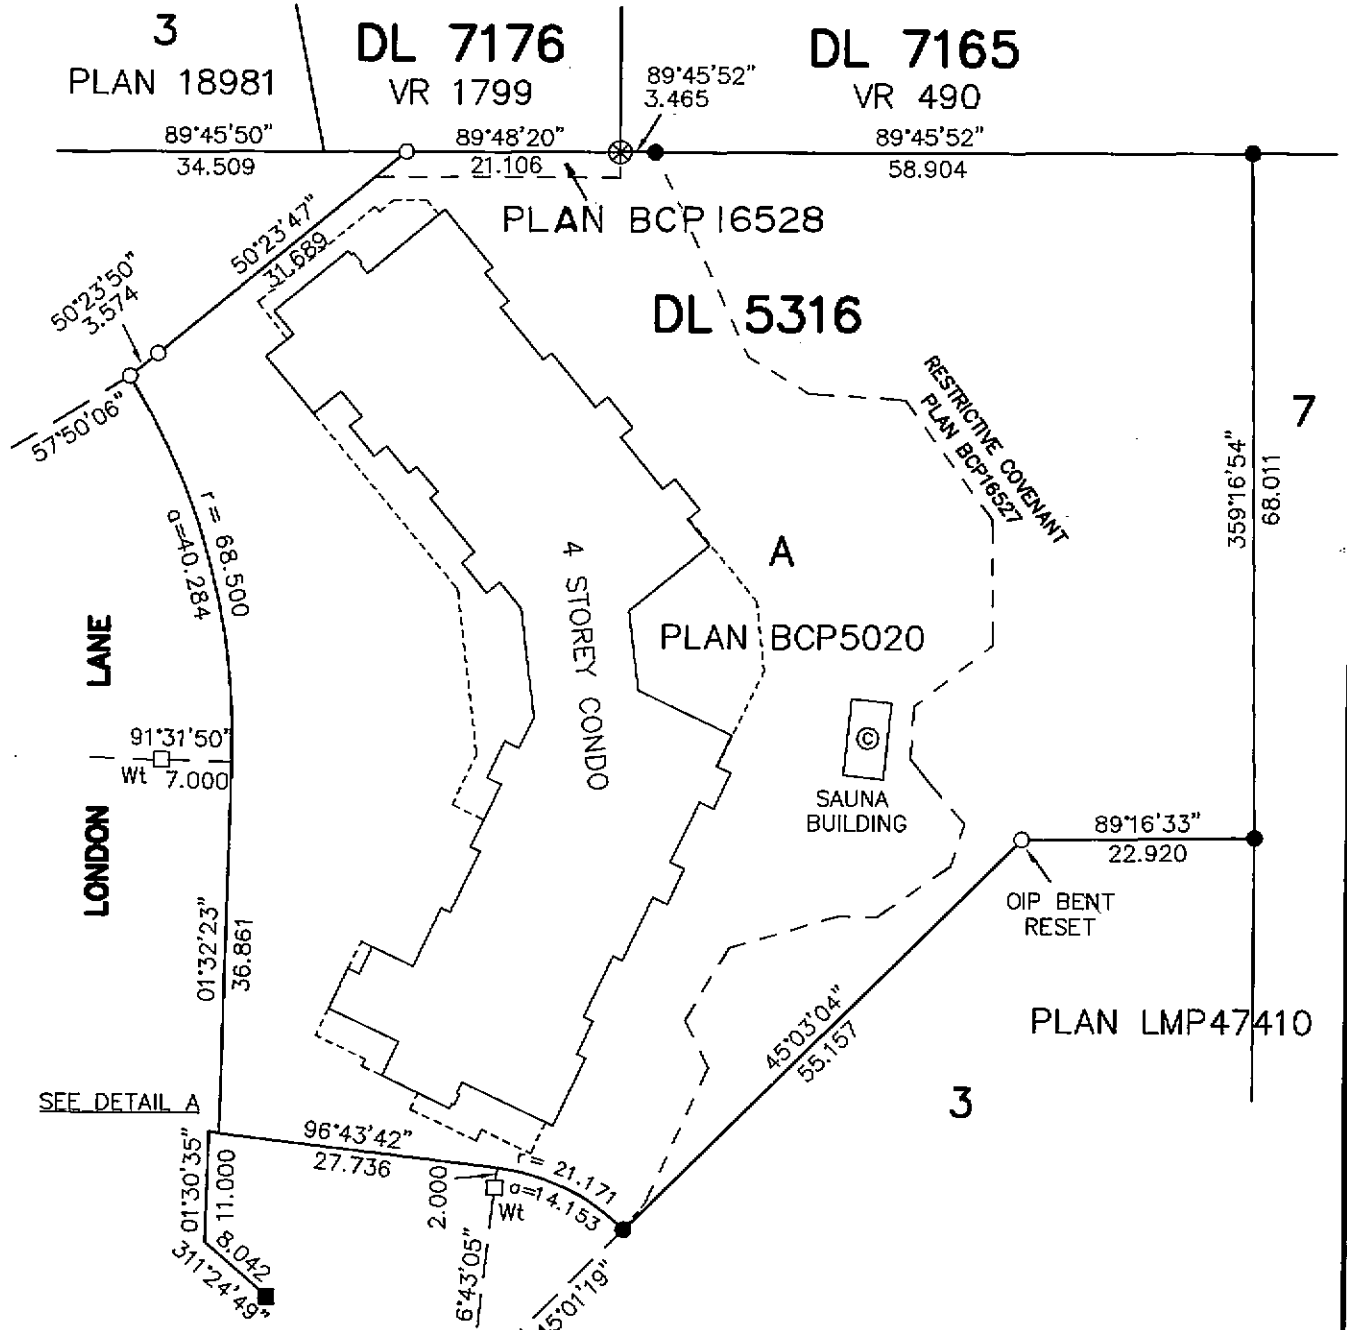 3
PLAN 18981
DL 7176
VR 1799
DL 7165
VR 490
89°45'52"
3.465
89°45'50"
34.509
89°48'20"
21.106
89°45'52"
58.904
PLAN BCP16528
50°23'47"
31.689
50°23'50"
3.574
57°50'06"
DL 5316
RESTRICTIVE COVENANT
PLAN BCP16527
7
359°16'54"
68.011
r= 68.500
a=40.284
4 STOREY CONDO
A
PLAN BCP5020
LONDON LANE
91°31'50"
Wt 7.000
©
SAUNA
BUILDING
89°16'33"
22.920
OIP BENT
RESET
01°32'23"
36.861
45°03'04"
55.157
PLAN LMP47410
3
SEE DETAIL A
96°43'42"
27.736
01°30'35"
11.000
8.042
311°24'49"
2.000
Wt
r= 21.171
a=14.153
6°43'05"
45°01'19"